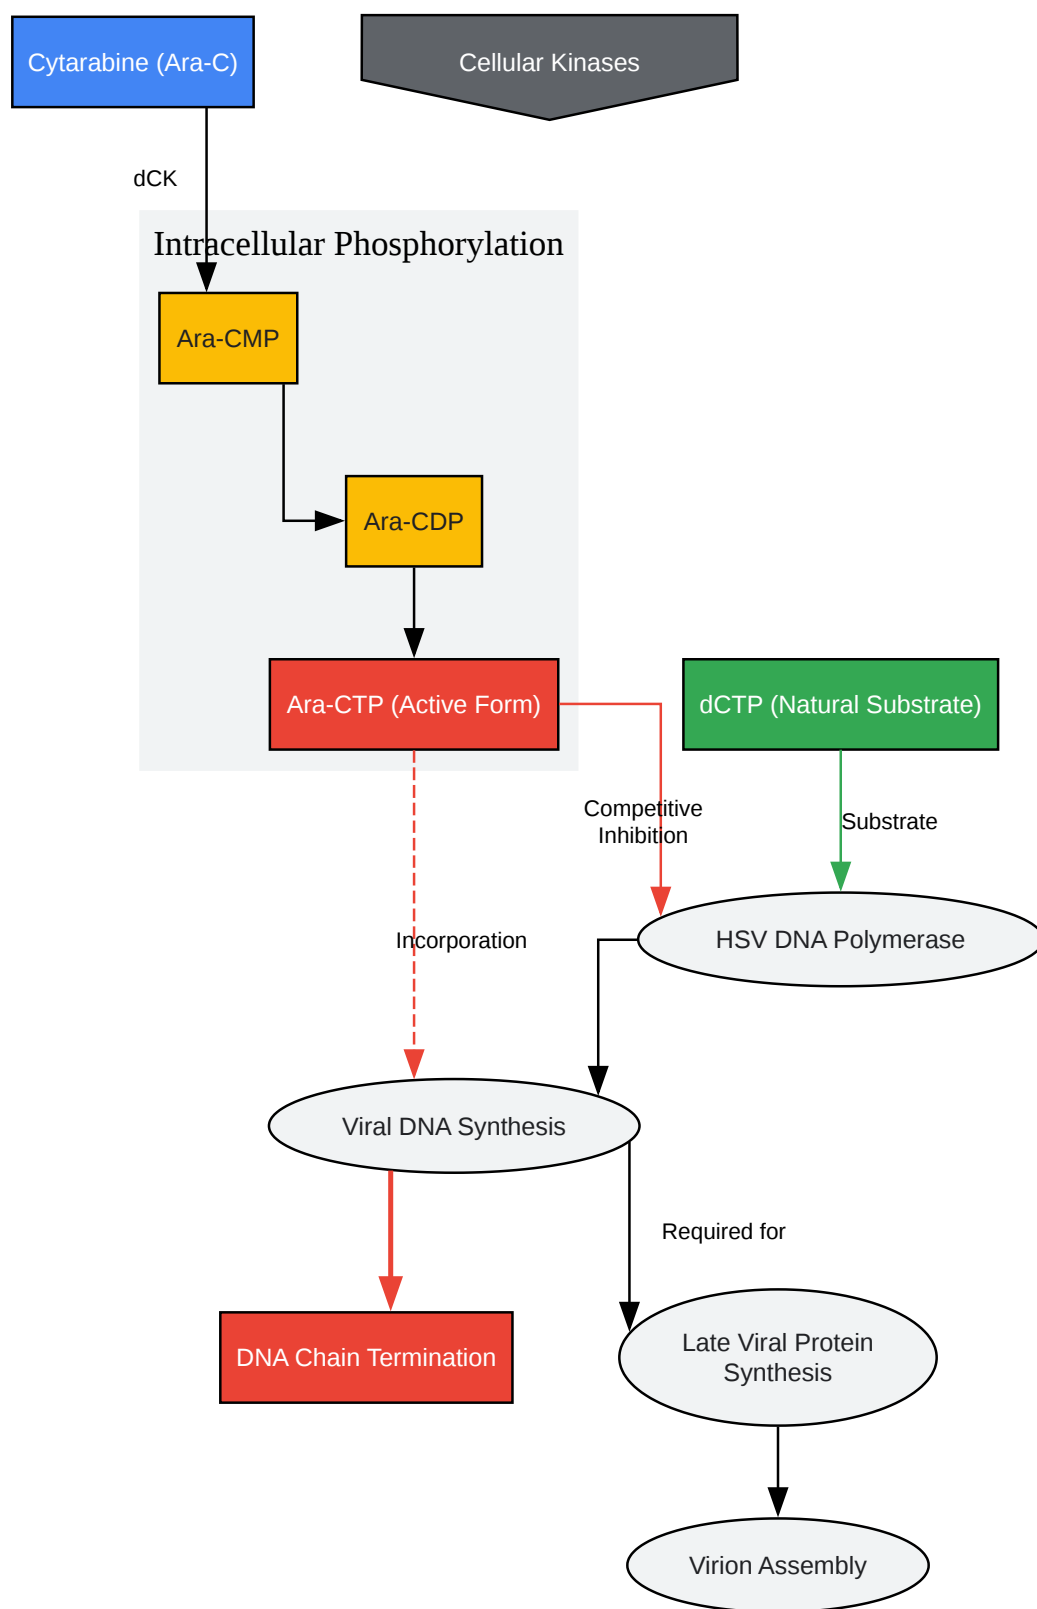 Cytarabine (Ara-C)
Cellular Kinases
dCK
Intracellular Phosphorylation
Ara-CMP
Ara-CDP
Ara-CTP (Active Form)
dCTP (Natural Substrate)
Competitive
Inhibition
Substrate
Incorporation
HSV DNA Polymerase
Viral DNA Synthesis
Required for
DNA Chain Termination
Late Viral Protein
Synthesis
Virion Assembly